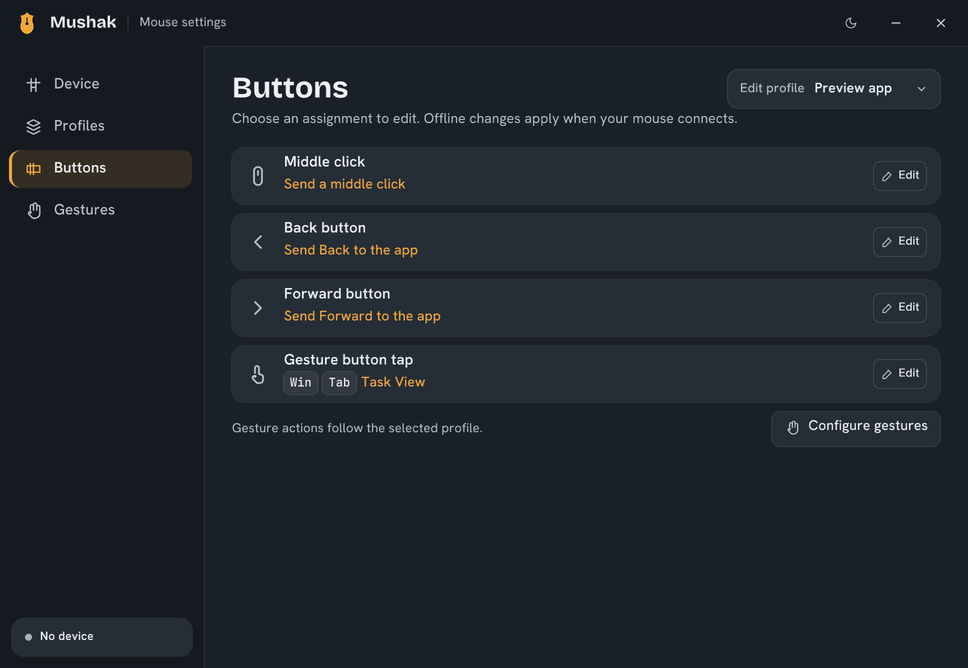 Mushak
Mouse settings
Device
Profiles
Buttons
Gestures
No device
Buttons
Choose an assignment to edit. Offline changes apply when your mouse connects.
Edit profile Preview app
Middle click
Send a middle click
Edit
Back button
Send Back to the app
Edit
Forward button
Send Forward to the app
Edit
Gesture button tap
Win Tab Task View
Edit
Gesture actions follow the selected profile.
Configure gestures